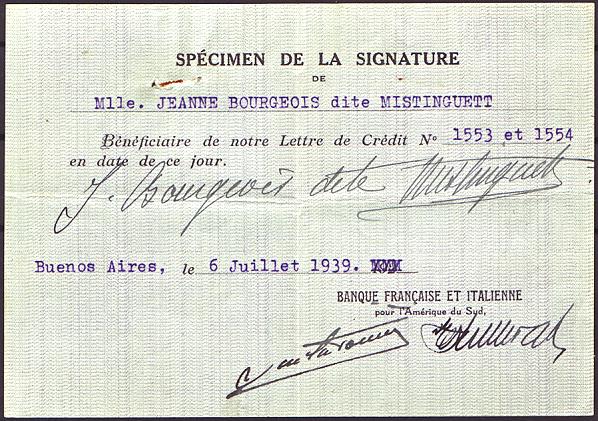 SPÉCIMEN DE LA SIGNATURE
DE
Mlle. JEANNE BOURGEOIS dite MISTINGUETT
Bénéficiaire de notre Lettre de Crédit N° 1553 et 1554
en date de ce jour.
J. Bourgeois dite Mistinguett
Buenos Aires, le 6 Juillet 1939.
BANQUE FRANÇAISE ET ITALIENNE
pour l'Amérique du Sud,